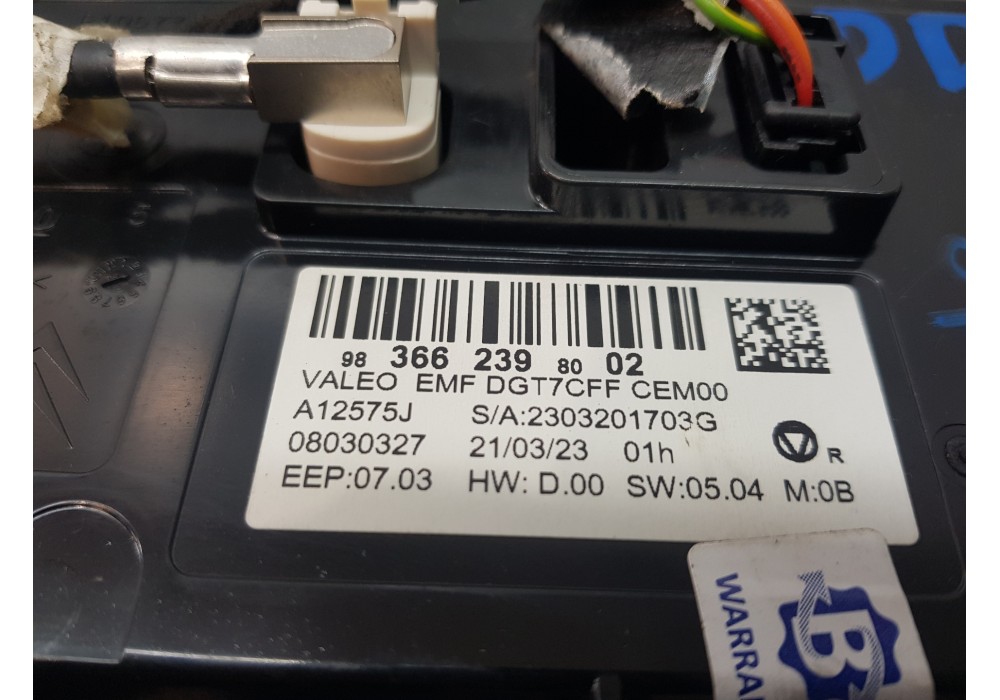 98 366 239 80 02
VALEO EMF DGT7CFF CEM00
A12575J S/A:2303201703G
08030327 21/03/23 01h
R
EEP:07.03 HW: D.00 SW:05.04 M:0B
B